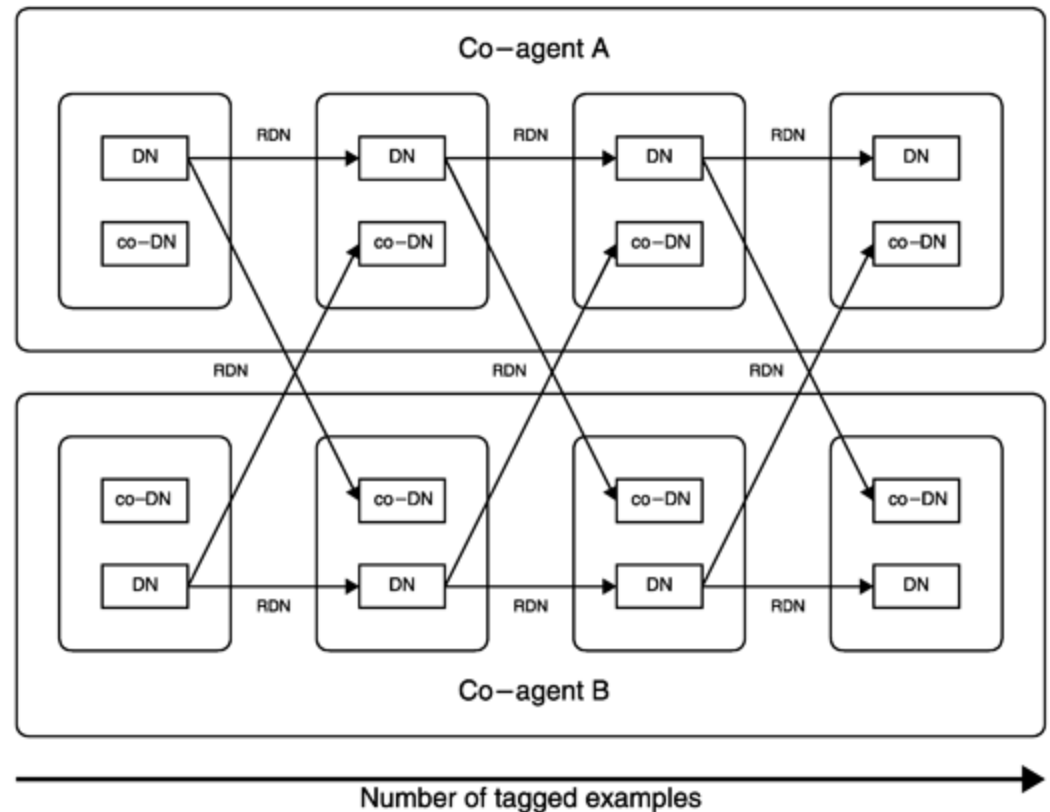 Co−agent A
RDN RDN RDN
DN DN DN DN
co−DN co−DN co−DN co−DN
RDN RDN RDN
co−DN co−DN co−DN co−DN
DN DN DN DN
RDN RDN RDN
Co−agent B
Number of tagged examples